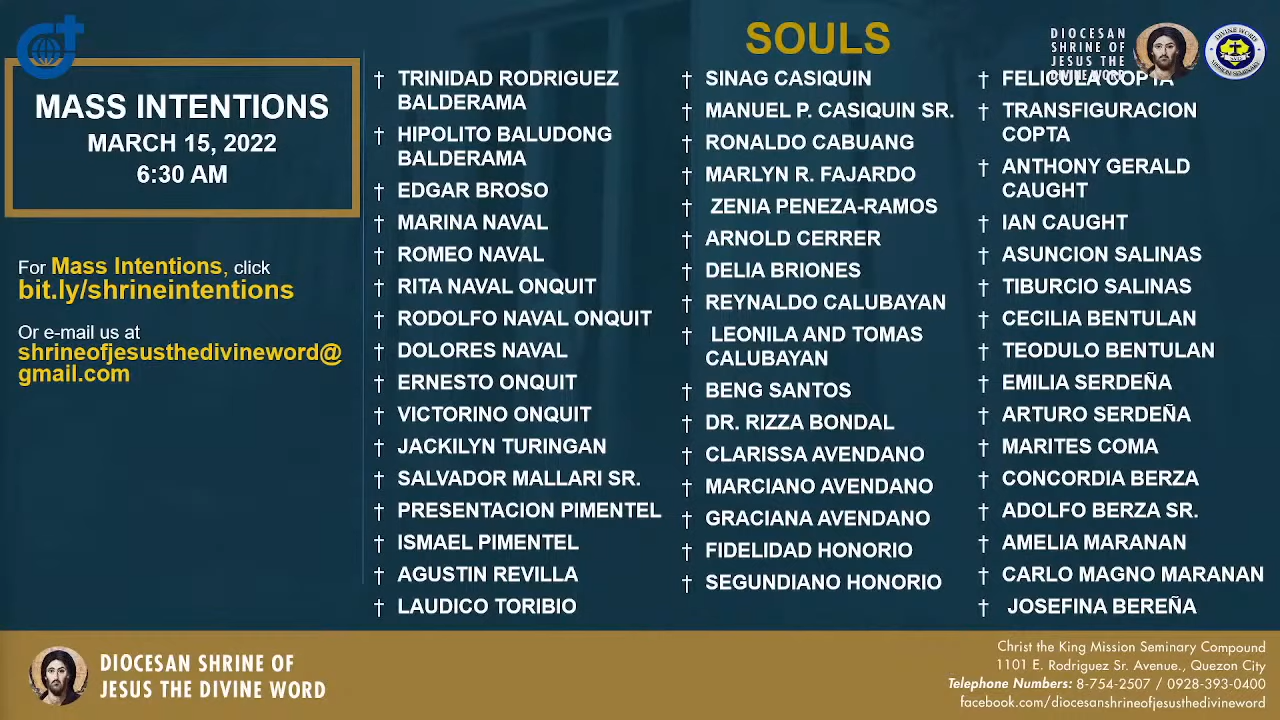 SOULS
DIOCESAN
SHRINE OF
JESUS THE
DIVINE WORD
MASS INTENTIONS
MARCH 15, 2022
6:30 AM
For Mass Intentions, click
bit.ly/shrineintentions
Or e-mail us at
shrineofjesusthedivineword@
gmail.com
† TRINIDAD RODRIGUEZ
BALDERAMA
† HIPOLITO BALUDONG
BALDERAMA
† EDGAR BROSO
† MARINA NAVAL
† ROMEO NAVAL
† RITA NAVAL ONQUIT
† RODOLFO NAVAL ONQUIT
† DOLORES NAVAL
† ERNESTO ONQUIT
† VICTORINO ONQUIT
† JACKILYN TURINGAN
† SALVADOR MALLARI SR.
† PRESENTACION PIMENTEL
† ISMAEL PIMENTEL
† AGUSTIN REVILLA
† LAUDICO TORIBIO
† SINAG CASIQUIN
† MANUEL P. CASIQUIN SR.
† RONALDO CABUANG
† MARLYN R. FAJARDO
† ZENIA PENEZA-RAMOS
† ARNOLD CERRER
† DELIA BRIONES
† REYNALDO CALUBAYAN
† LEONILA AND TOMAS
CALUBAYAN
† BENG SANTOS
† DR. RIZZA BONDAL
† CLARISSA AVENDANO
† MARCIANO AVENDANO
† GRACIANA AVENDANO
† FIDELIDAD HONORIO
† SEGUNDIANO HONORIO
† FELICULA COPTA
† TRANSFIGURACION
COPTA
† ANTHONY GERALD
CAUGHT
† IAN CAUGHT
† ASUNCION SALINAS
† TIBURCIO SALINAS
† CECILIA BENTULAN
† TEODULO BENTULAN
† EMILIA SERDEÑA
† ARTURO SERDEÑA
† MARITES COMA
† CONCORDIA BERZA
† ADOLFO BERZA SR.
† AMELIA MARANAN
† CARLO MAGNO MARANAN
† JOSEFINA BEREÑA
DIOCESAN SHRINE OF
JESUS THE DIVINE WORD
Christ the King Mission Seminary Compound
1101 E. Rodriguez Sr. Avenue., Quezon City
Telephone Numbers: 8-754-2507 / 0928-393-0400
facebook.com/diocesanshrineofjesusthedivineword